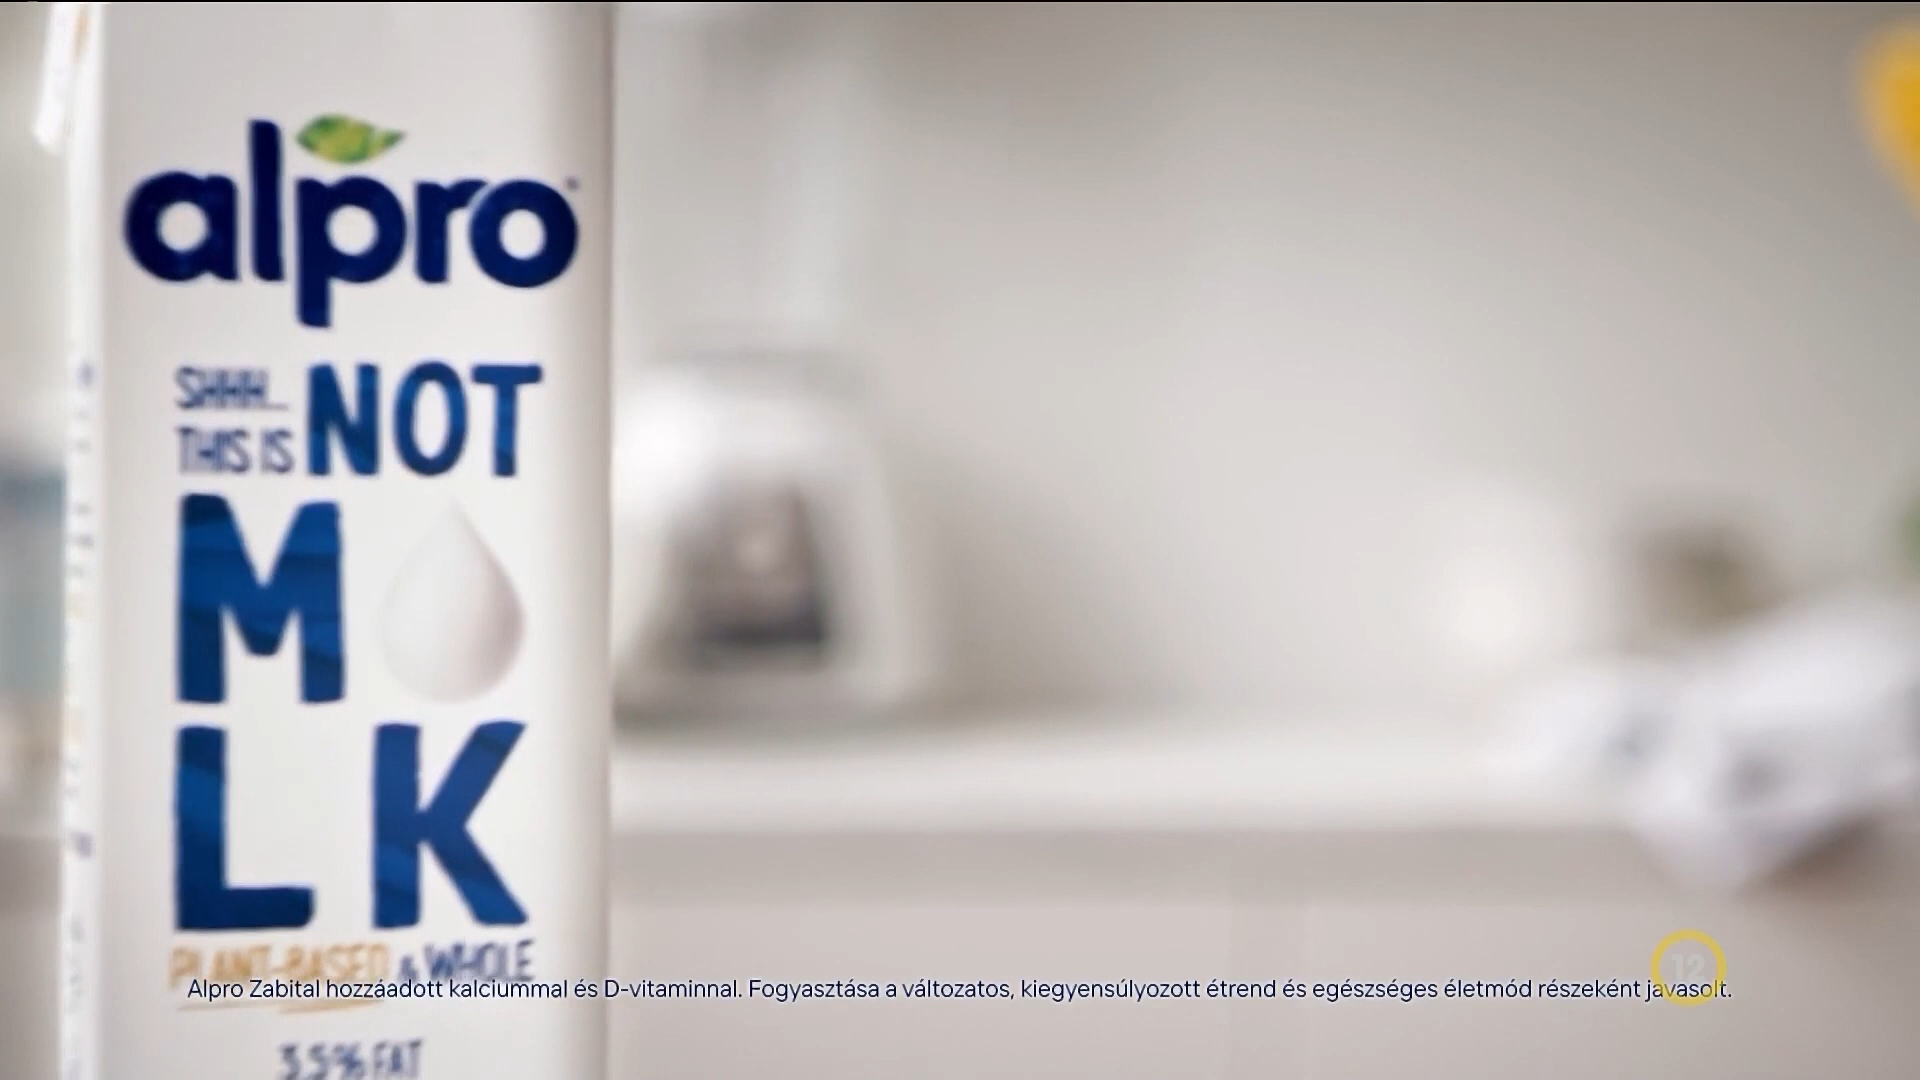 alpro
SHHH... NOT
THIS IS
M
LK
PLANT-BASED & WHOLE
Alpro Zabital hozzáadott kalciummal és D-vitaminnal. Fogyasztása a változatos, kiegyensúlyozott étrend és egészséges életmód részeként javasolt.
12
3,5% FAT